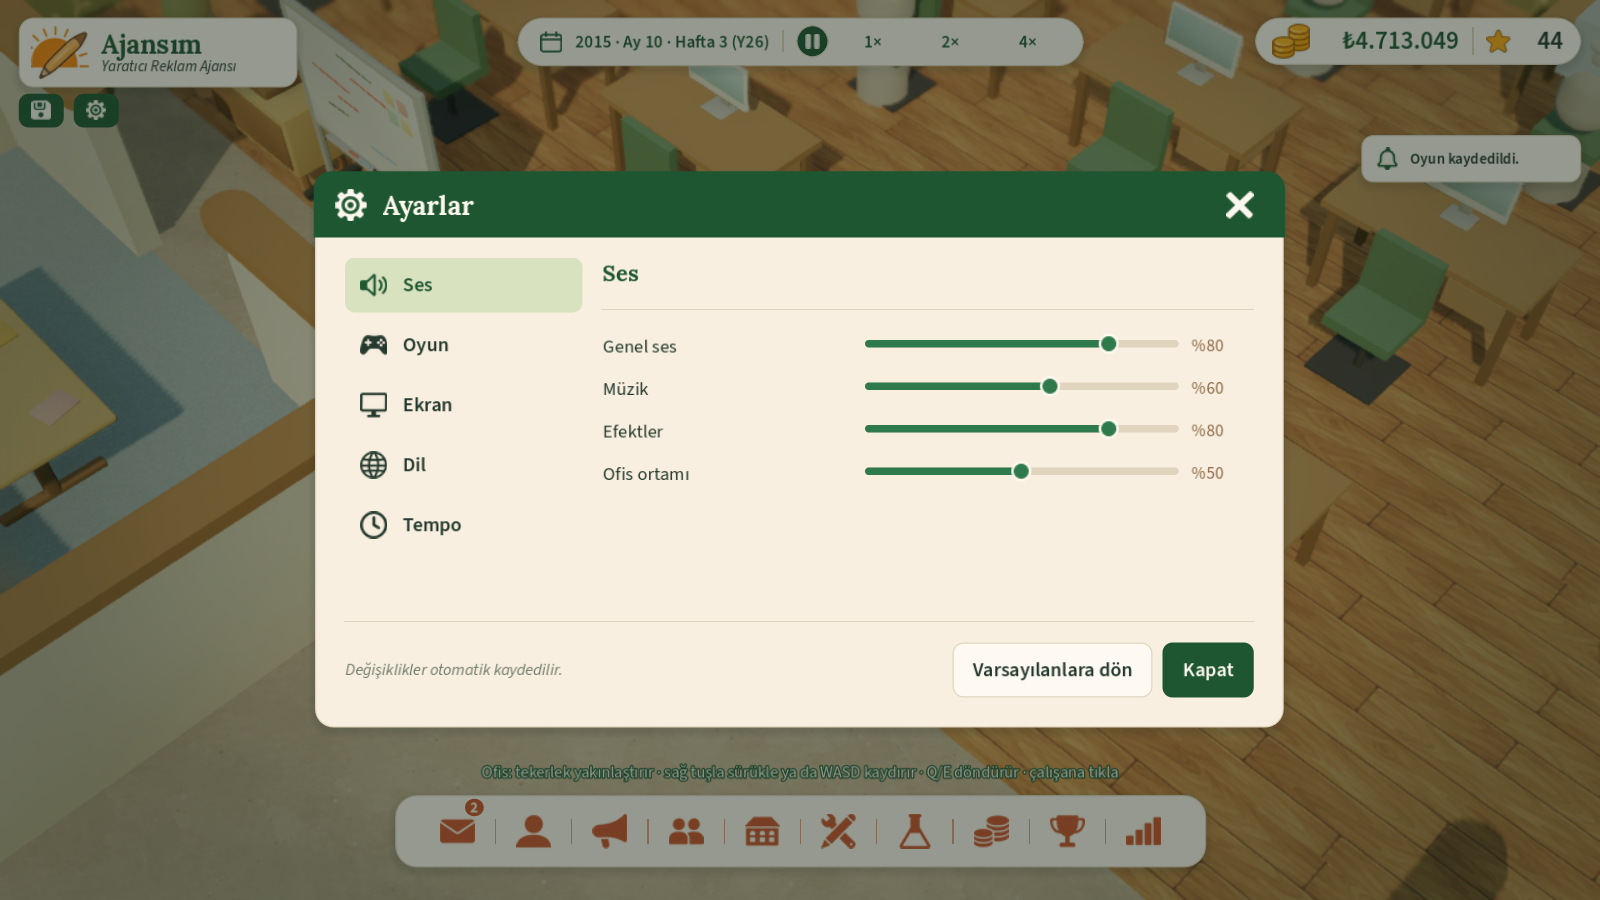 Ajansım
Yaratıcı Reklam Ajansı
2015 · Ay 10 · Hafta 3 (Y26)
1×
2×
4×
₺4.713.049
44
Oyun kaydedildi.
Ayarlar
Ses
Oyun
Ekran
Dil
Tempo
Ses
Genel ses %80
Müzik %60
Efektler %80
Ofis ortamı %50
Değişiklikler otomatik kaydedilir.
Varsayılanlara dön
Kapat
Ofis: tekerlek yakınlaştırır · sağ tuşla sürükle ya da WASD kaydırır · Q/E döndürür · çalışana tıkla
2